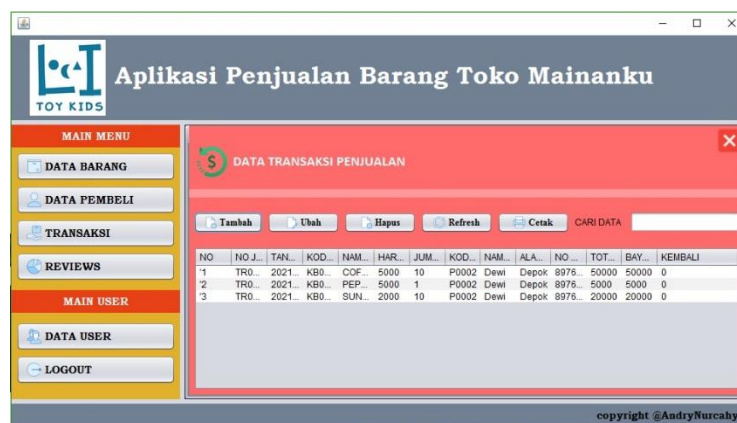 TOY KIDS
Aplikasi Penjualan Barang Toko Mainanku
MAIN MENU
DATA BARANG
DATA PEMBELI
TRANSAKSI
REVIEWS
MAIN USER
DATA USER
LOGOUT
$ DATA TRANSAKSI PENJUALAN
Tambah Ubah Hapus Refresh Cetak CARI DATA
NO NO J... TAN... KOD... NAM... HAR... JUM... KOD... NAM... ALA... NO ... TOT... BAY... KEMBALI
'1 TR0... 2021... KB0... COF... 5000 10 P0002 Dewi Depok 8976... 50000 50000 0
'2 TR0... 2021... KB0... PEP... 5000 1 P0002 Dewi Depok 8976... 5000 5000 0
'3 TR0... 2021... KB0... SUN... 2000 10 P0002 Dewi Depok 8976... 20000 20000 0
copyright @AndryNurcahy